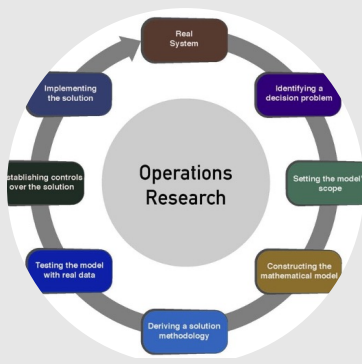 Real
System
Identifying a
decision problem
Setting the model'
scope
Constructing the
mathematical model
Deriving a solution
methodology
Testing the model
with real data
stablishing controls
over the solution
Implementing
the solution
Operations
Research